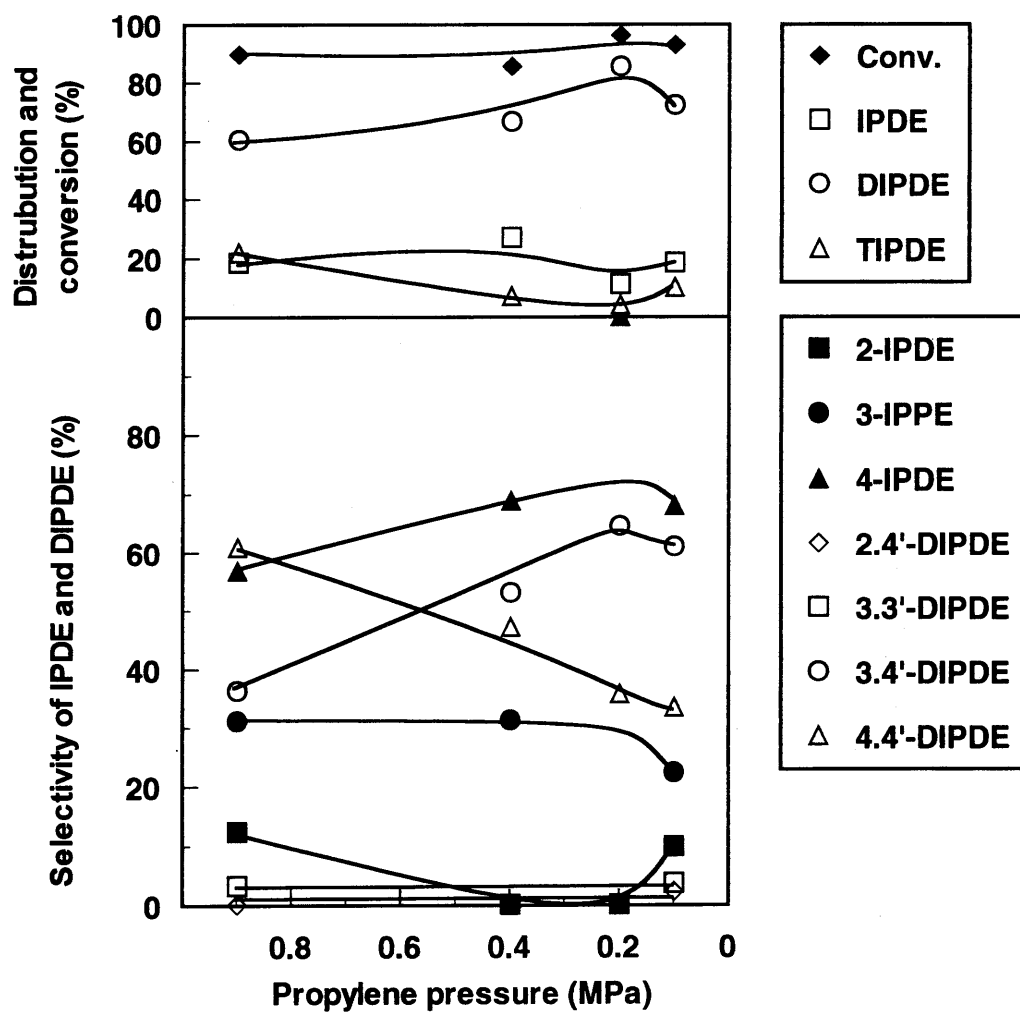 Distrubution and
conversion (%)
100
80
60
40
20
0
Conv.
IPDE
DIPDE
TIPDE
Selectivity of IPDE and DIPDE (%)
80
60
40
20
0
2-IPDE
3-IPPE
4-IPDE
2.4'-DIPDE
3.3'-DIPDE
3.4'-DIPDE
4.4'-DIPDE
0.8 0.6 0.4 0.2 0
Propylene pressure (MPa)